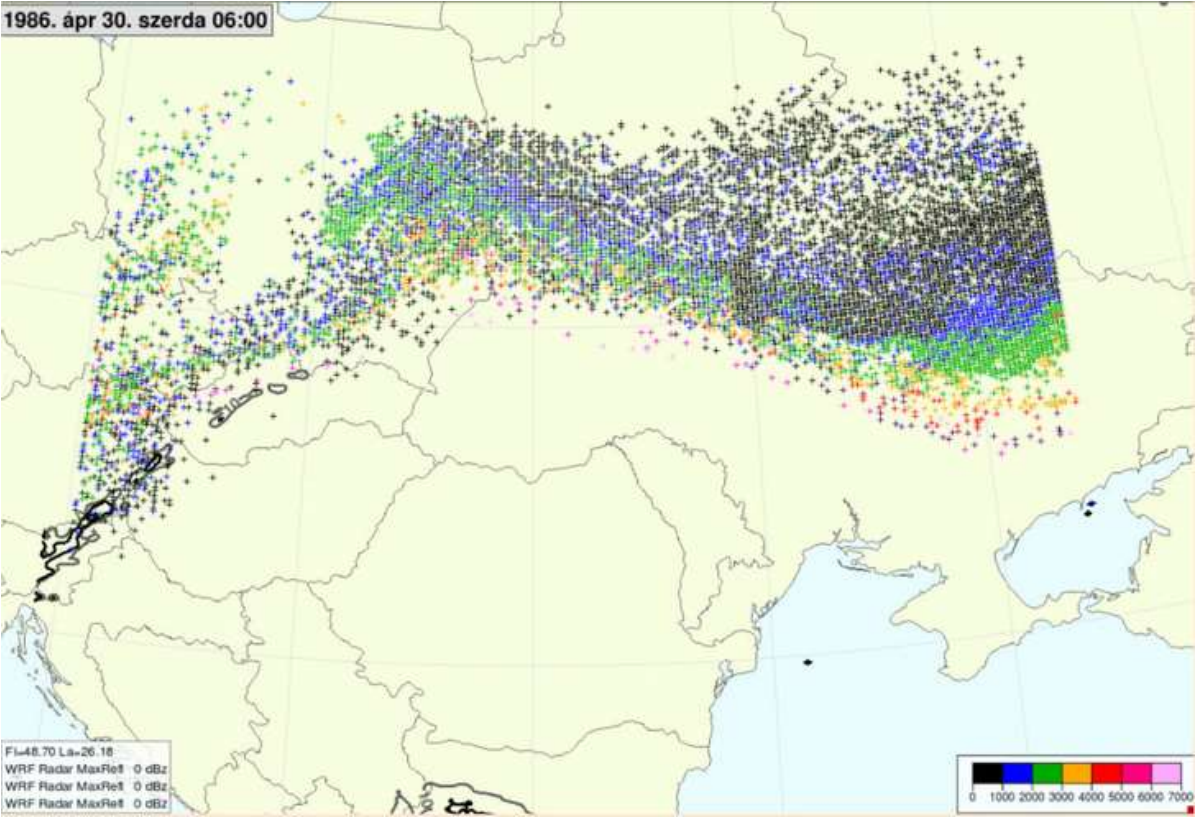 1986. ápr 30. szerda 06:00
FI=48.70 La=26.18
WRF Radar MaxRefl 0 dBz
WRF Radar MaxRefl 0 dBz
WRF Radar MaxRefl 0 dBz
0 1000 2000 3000 4000 5000 6000 7000